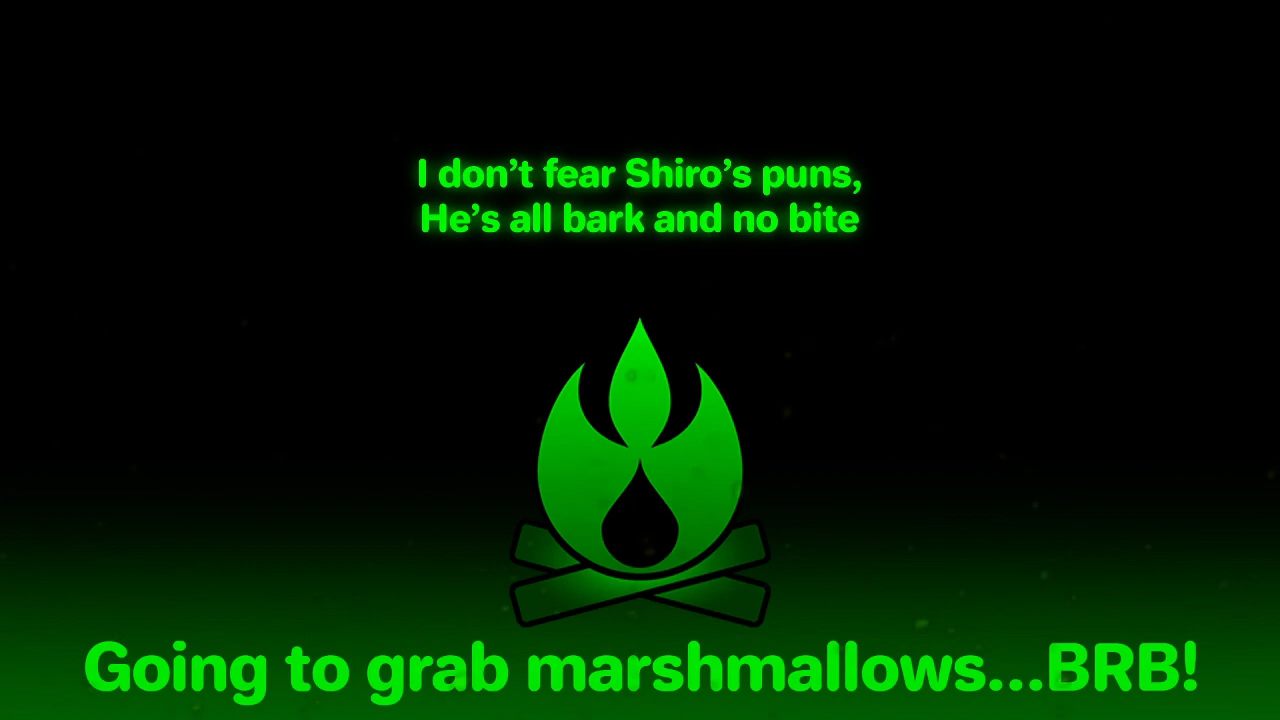 I don’t fear Shiro’s puns,
He’s all bark and no bite
Going to grab marshmallows...BRB!